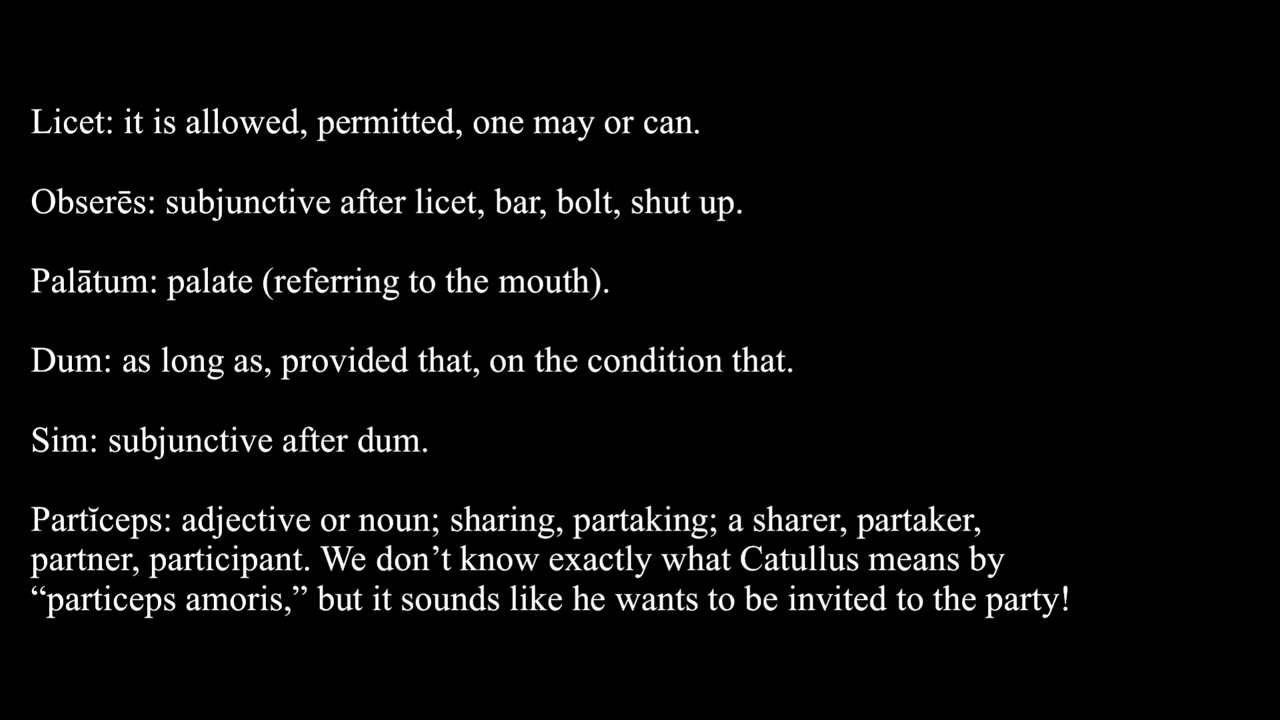 Licet: it is allowed, permitted, one may or can.
Obserēs: subjunctive after licet, bar, bolt, shut up.
Palātum: palate (referring to the mouth).
Dum: as long as, provided that, on the condition that.
Sim: subjunctive after dum.
Partĭceps: adjective or noun; sharing, partaking; a sharer, partaker,
partner, participant. We don’t know exactly what Catullus means by
“particeps amoris,” but it sounds like he wants to be invited to the party!